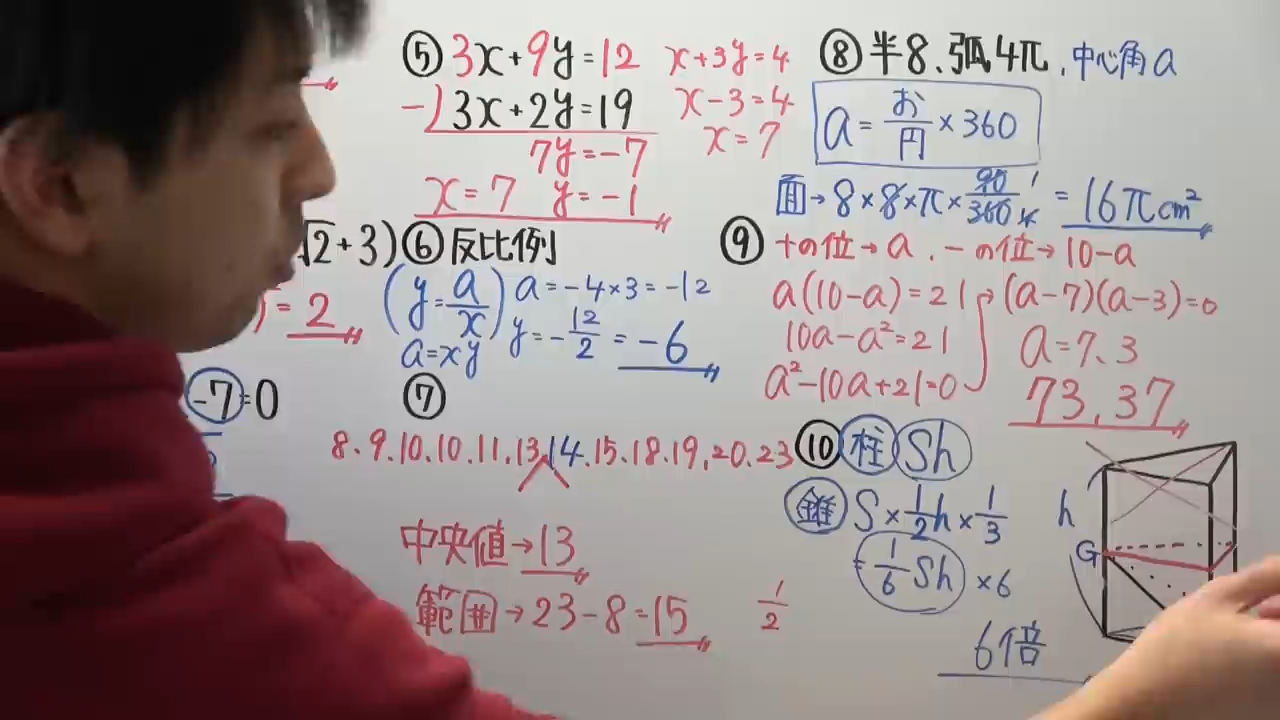 √2+3)
= 2
-7=0
⑤ 3x+9y=12
-) 3x+2y=19
7y=-7
x=7 y=-1
x+3y=4
x-3=4
x=7
⑥ 反比例
(y=a/x) a=-4×3=-12
a=xy y=-12/2=-6
⑦
8.9.10.10.11.13.14.15.18.19.20.23
中央値→13
範囲→23-8=15
1/2
⑧ 半8、弧4π、中心角a
a=お/円×360
面→8×8×π×90/360 = 16πcm²
⑨ 十の位→a、一の位→10-a
a(10-a)=21
10a-a²=21
a²-10a+21=0
(a-7)(a-3)=0
a=7、3
73,37
⑩ 柱 Sh
錐 S×1/2h×1/3
=1/6Sh ×6
6倍
h
G